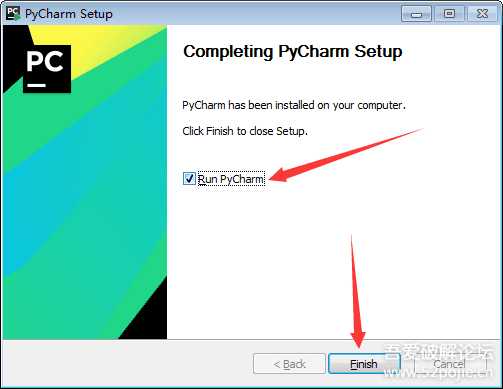 PyCharm Setup
PC
Completing PyCharm Setup
PyCharm has been installed on your computer.
Click Finish to close Setup.
Run PyCharm
< Back
Finish
Cancel
吾爱破解论坛
www.52pojie.cn